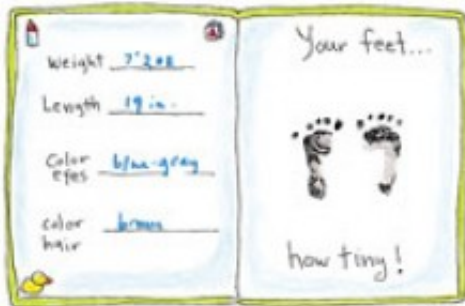 Weight 7'2oz
Length 19 in.
Color eyes blue-gray
color hair brown
Your feet...
how tiny!